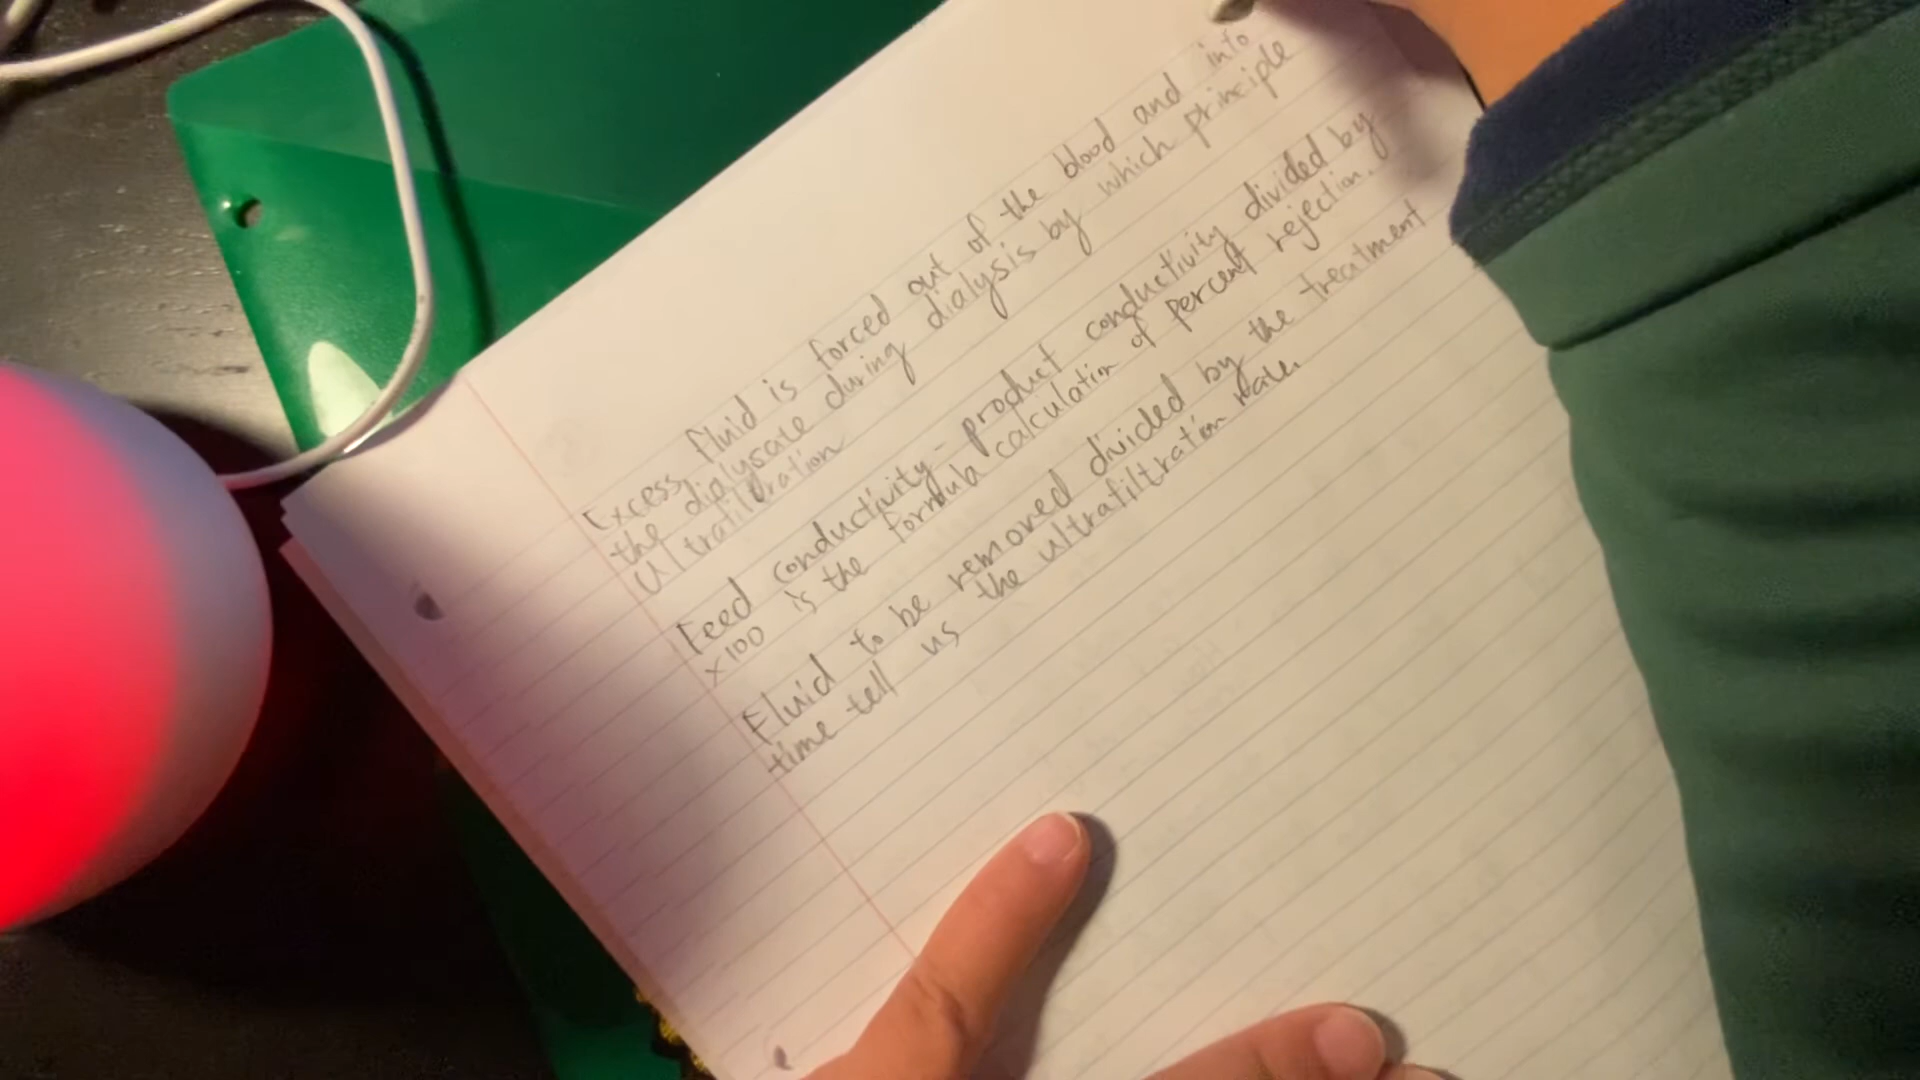 Excess fluid is forced out of the blood and into
the dialysate during dialysis by which principle
Ultrafiltration
Feed conductivity - product conductivity divided by
x100 is the formula calculation of percent rejection.
Fluid to be removed divided by the treatment
time tell us the ultrafiltration rate.